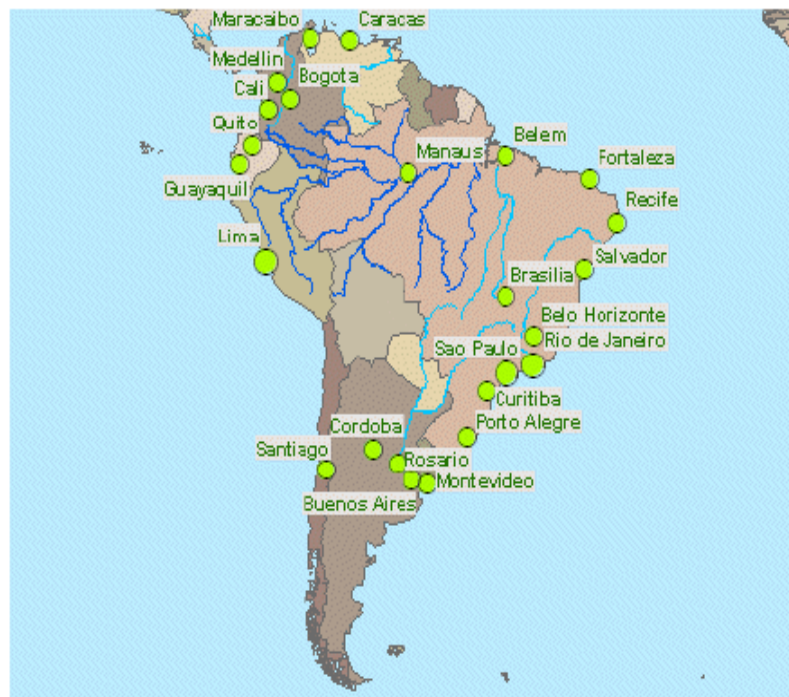 Maracaibo
Caracas
Medellin
Bogota
Cali
Quito
Manaus
Belem
Guayaquil
Fortaleza
Recife
Lima
Salvador
Brasilia
Belo Horizonte
Rio de Janeiro
Sao Paulo
Curitiba
Cordoba
Porto Alegre
Santiago
Rosario
Montevideo
Buenos Aires